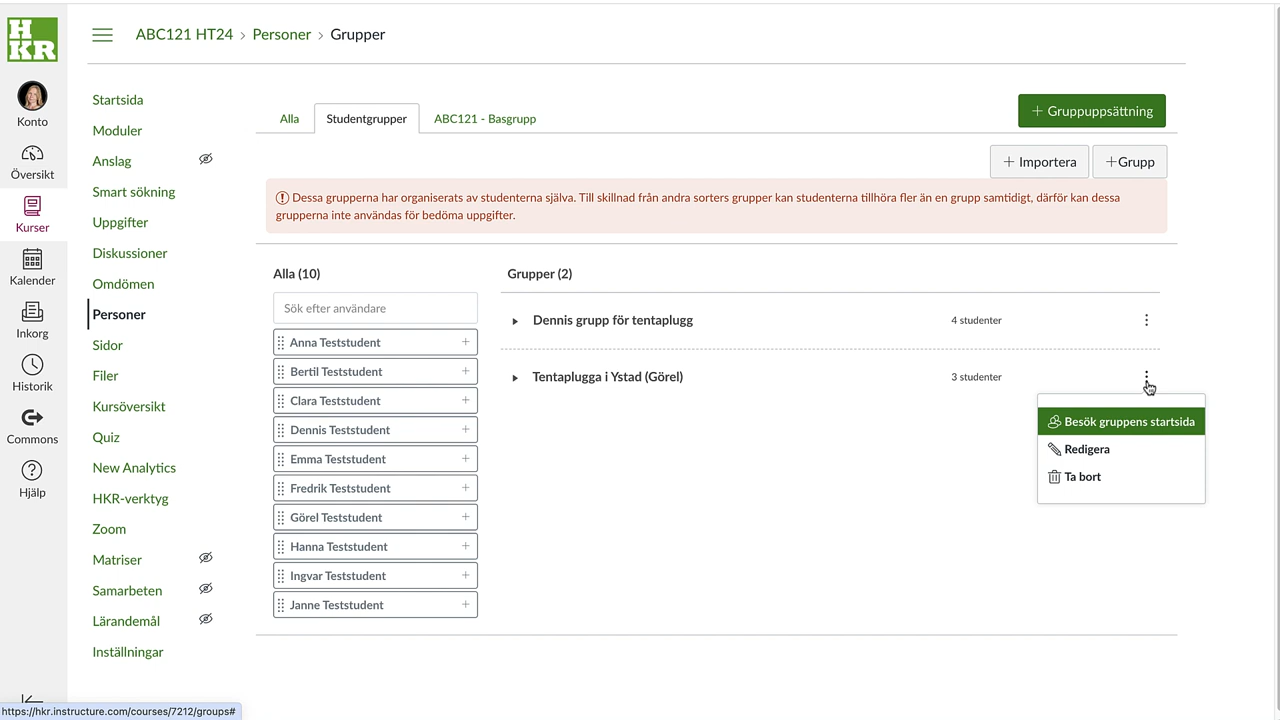 HKR
ABC121 HT24 > Personer > Grupper
Konto
Översikt
Kurser
Kalender
Inkorg
Historik
Commons
Hjälp
Startsida
Moduler
Anslag
Smart sökning
Uppgifter
Diskussioner
Omdömen
Personer
Sidor
Filer
Kursöversikt
Quiz
New Analytics
HKR-verktyg
Zoom
Matriser
Samarbeten
Lärandemål
Inställningar
Alla
Studentgrupper
ABC121 - Basgrupp
+ Gruppuppsättning
+ Importera
+Grupp
Dessa grupperna har organiserats av studenterna själva. Till skillnad från andra sorters grupper kan studenterna tillhöra fler än en grupp samtidigt, därför kan dessa
grupperna inte användas för bedöma uppgifter.
Alla (10)
Sök efter användare
Anna Teststudent +
Bertil Teststudent +
Clara Teststudent +
Dennis Teststudent +
Emma Teststudent +
Fredrik Teststudent +
Görel Teststudent +
Hanna Teststudent +
Ingvar Teststudent +
Janne Teststudent +
Grupper (2)
Dennis grupp för tentaplugg 4 studenter
Tentaplugga i Ystad (Görel) 3 studenter
Besök gruppens startsida
Redigera
Ta bort
https://hkr.instructure.com/courses/7212/groups#